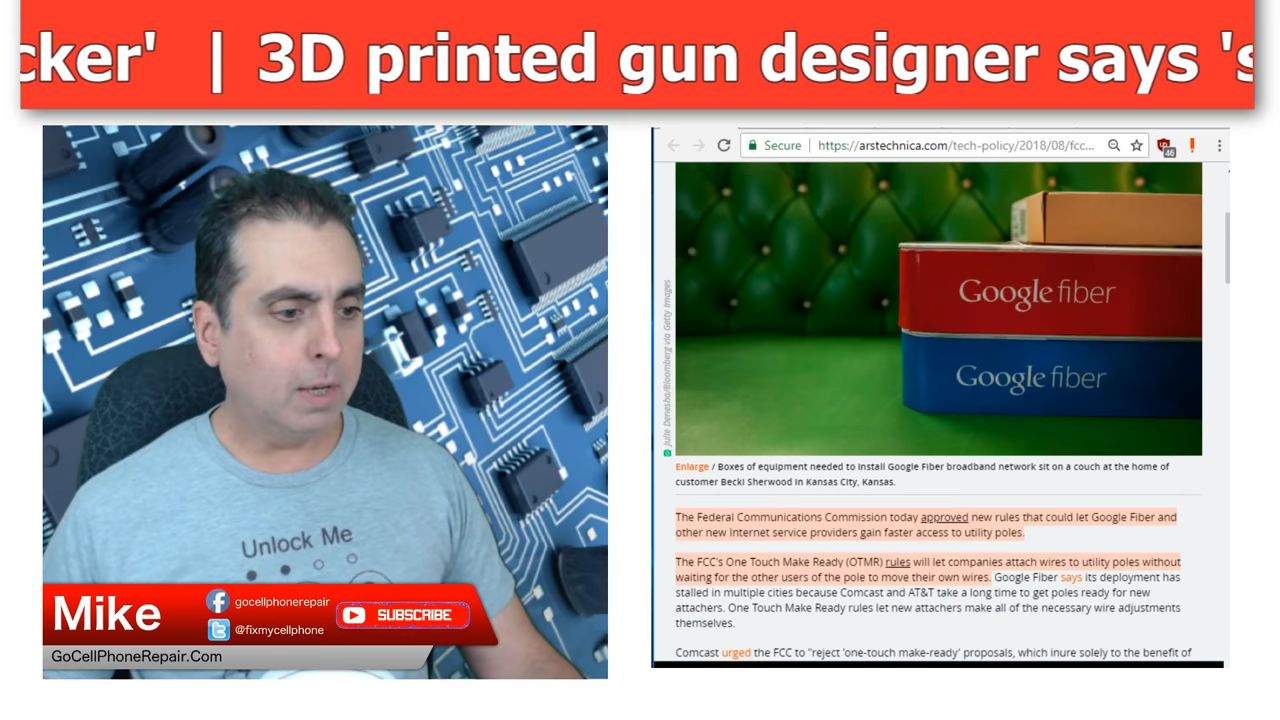 cker' | 3D printed gun designer says 's
Unlock Me
Mike
gocellphonerepair
SUBSCRIBE
@fixmycellphone
GoCellPhoneRepair.Com
Secure | https://arstechnica.com/tech-policy/2018/08/fcc...
46
Google fiber
Google fiber
Julie Denesha/Bloomberg via Getty Images
Enlarge / Boxes of equipment needed to install Google Fiber broadband network sit on a couch at the home of
customer Becki Sherwood in Kansas City, Kansas.
The Federal Communications Commission today approved new rules that could let Google Fiber and
other new Internet service providers gain faster access to utility poles.
The FCC's One Touch Make Ready (OTMR) rules will let companies attach wires to utility poles without
waiting for the other users of the pole to move their own wires. Google Fiber says its deployment has
stalled in multiple cities because Comcast and AT&T take a long time to get poles ready for new
attachers. One Touch Make Ready rules let new attachers make all of the necessary wire adjustments
themselves.
Comcast urged the FCC to "reject 'one-touch make-ready' proposals, which inure solely to the benefit of